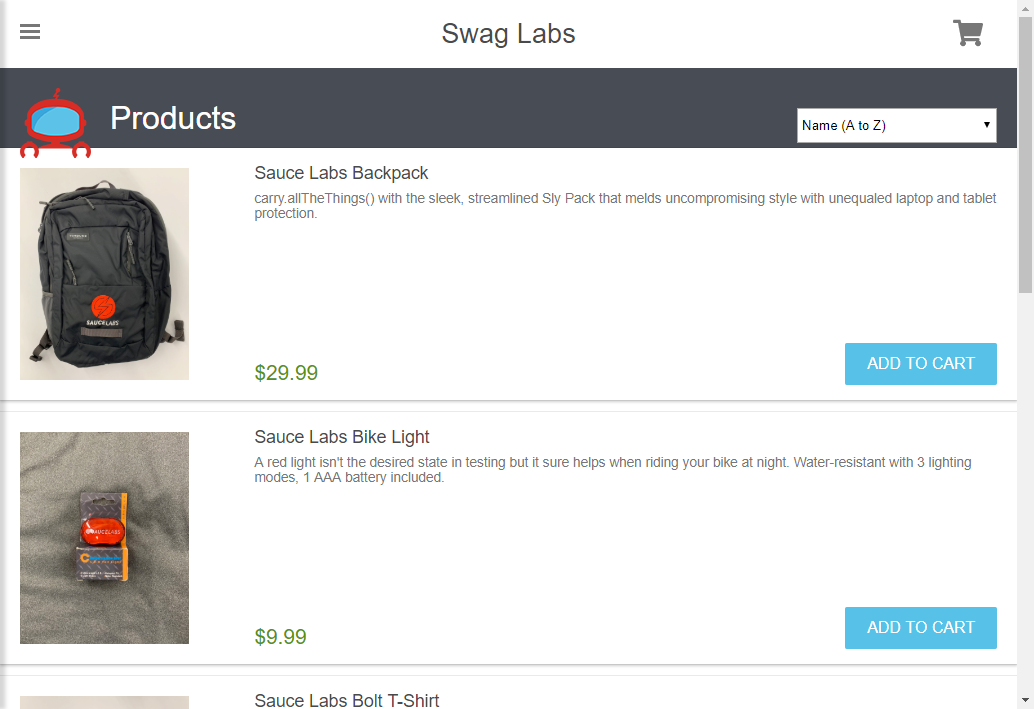 Swag Labs
Products
Name (A to Z)
Sauce Labs Backpack
carry.allTheThings() with the sleek, streamlined Sly Pack that melds uncompromising style with unequaled laptop and tablet
protection.
SAUCELABS
$29.99
ADD TO CART
Sauce Labs Bike Light
A red light isn't the desired state in testing but it sure helps when riding your bike at night. Water-resistant with 3 lighting
modes, 1 AAA battery included.
SAUCELABS
$9.99
ADD TO CART
Sauce Labs Bolt T-Shirt